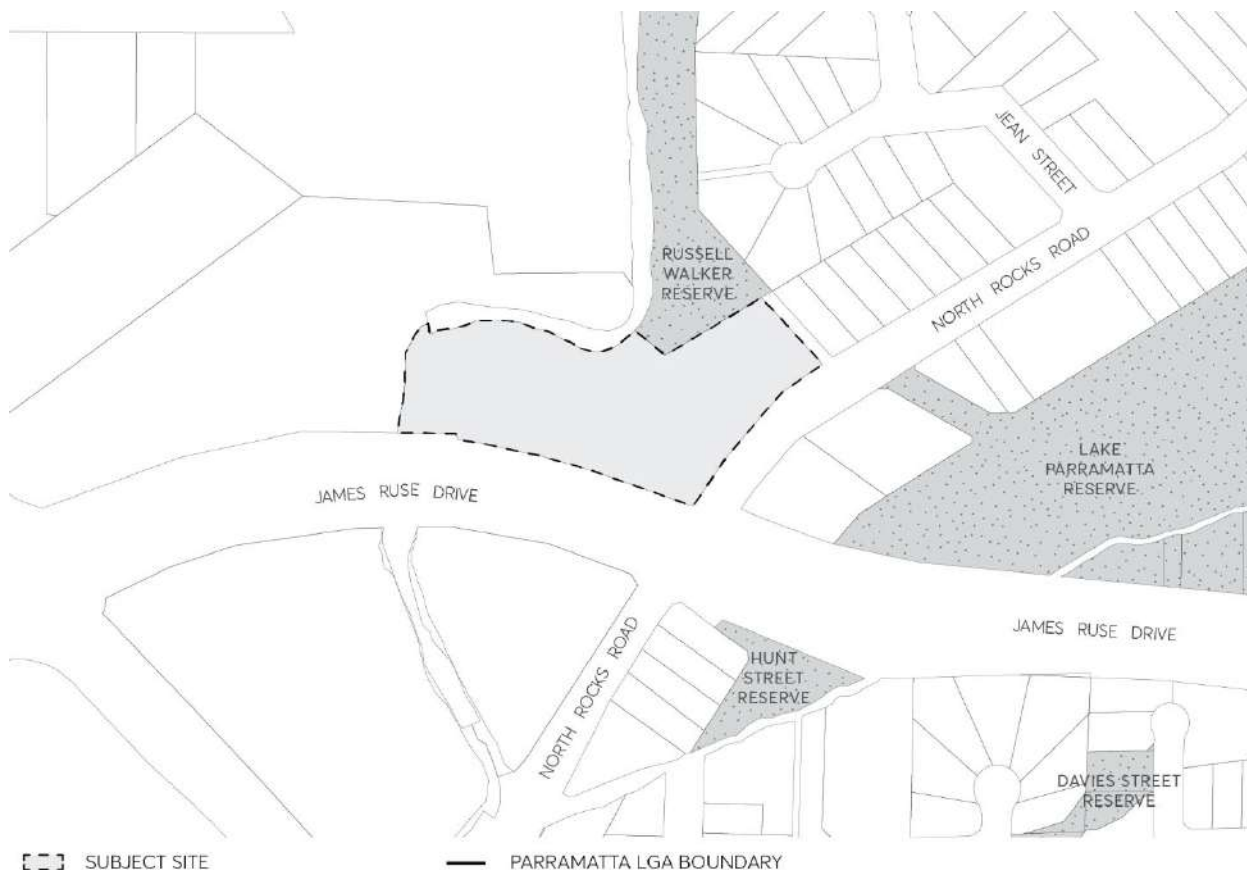 JEAN STREET
RUSSELL
WALKER
RESERVE
NORTH ROCKS ROAD
LAKE
PARRAMATTA
RESERVE
JAMES RUSE DRIVE
JAMES RUSE DRIVE
NORTH ROCKS ROAD
HUNT
STREET
RESERVE
DAVIES STREET
RESERVE
SUBJECT SITE
PARRAMATTA LGA BOUNDARY